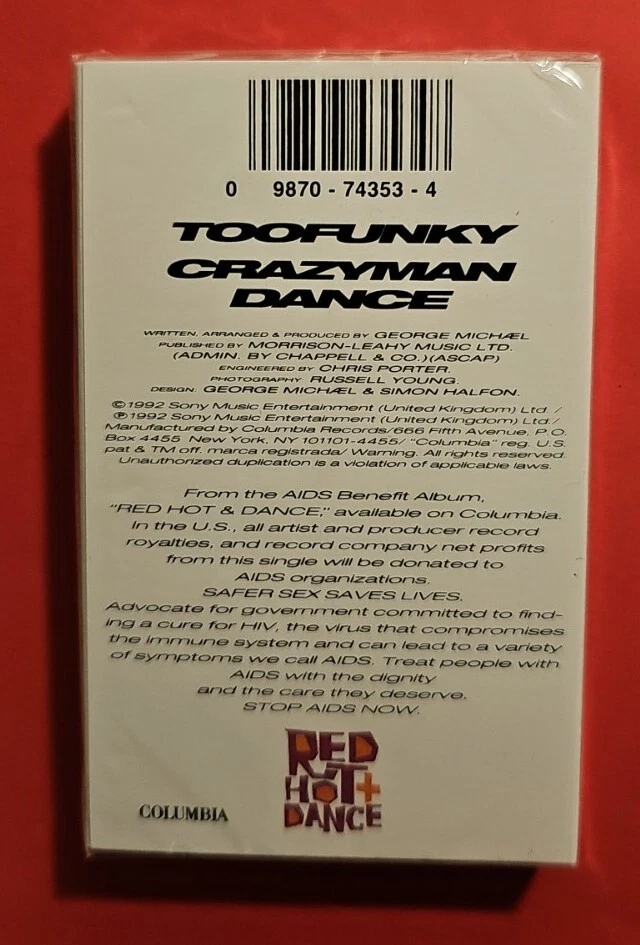 0 9870 - 74353 - 4
TOOFUNKY
CRAZYMAN
DANCE
WRITTEN, ARRANGED & PRODUCED BY GEORGE MICHÆL
PUBLISHED BY MORRISON-LEAHY MUSIC LTD.
(ADMIN. BY CHAPPELL & CO.)(ASCAP)
ENGINEERED BY CHRIS PORTER.
PHOTOGRAPHY RUSSELL YOUNG.
DESIGN: GEORGE MICHÆL & SIMON HALFON.
©1992 Sony Music Entertainment (United Kingdom) Ltd. /
℗1992 Sony Music Entertainment (United Kingdom) Ltd./
Manufactured by Columbia Records/666 Fifth Avenue, P.O.
Box 4455 New York, NY 101101-4455/ "Columbia" reg. U.S.
pat & TM off. marca registrada/ Warning. All rights reserved.
Unauthorized duplication is a violation of applicable laws.
From the AIDS Benefit Album,
"RED HOT & DANCE," available on Columbia.
In the U.S., all artist and producer record
royalties, and record company net profits
from this single will be donated to
AIDS organizations.
SAFER SEX SAVES LIVES.
Advocate for government committed to find-
ing a cure for HIV, the virus that compromises
the immune system and can lead to a variety
of symptoms we call AIDS. Treat people with
AIDS with the dignity
and the care they deserve.
STOP AIDS NOW.
RED
HOT+
DANCE
COLUMBIA